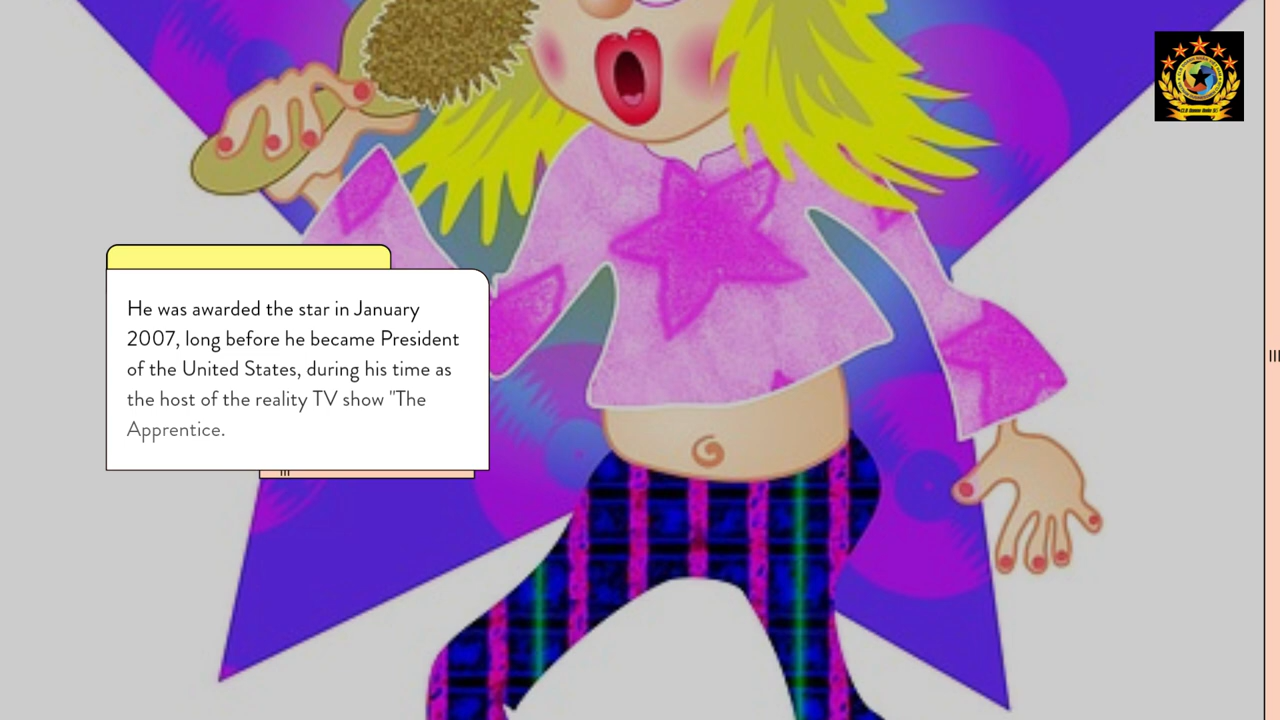 He was awarded the star in January
2007, long before he became President
of the United States, during his time as
the host of the reality TV show "The
Apprentice.